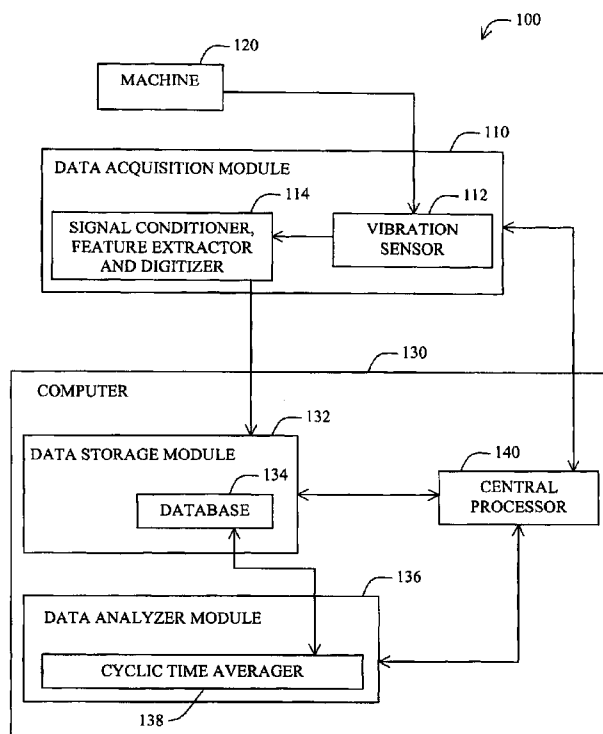 100
120
MACHINE
110
DATA ACQUISITION MODULE
114
112
SIGNAL CONDITIONER,
FEATURE EXTRACTOR
AND DIGITIZER
VIBRATION
SENSOR
130
COMPUTER
132
DATA STORAGE MODULE
134
DATABASE
140
CENTRAL
PROCESSOR
136
DATA ANALYZER MODULE
CYCLIC TIME AVERAGER
138